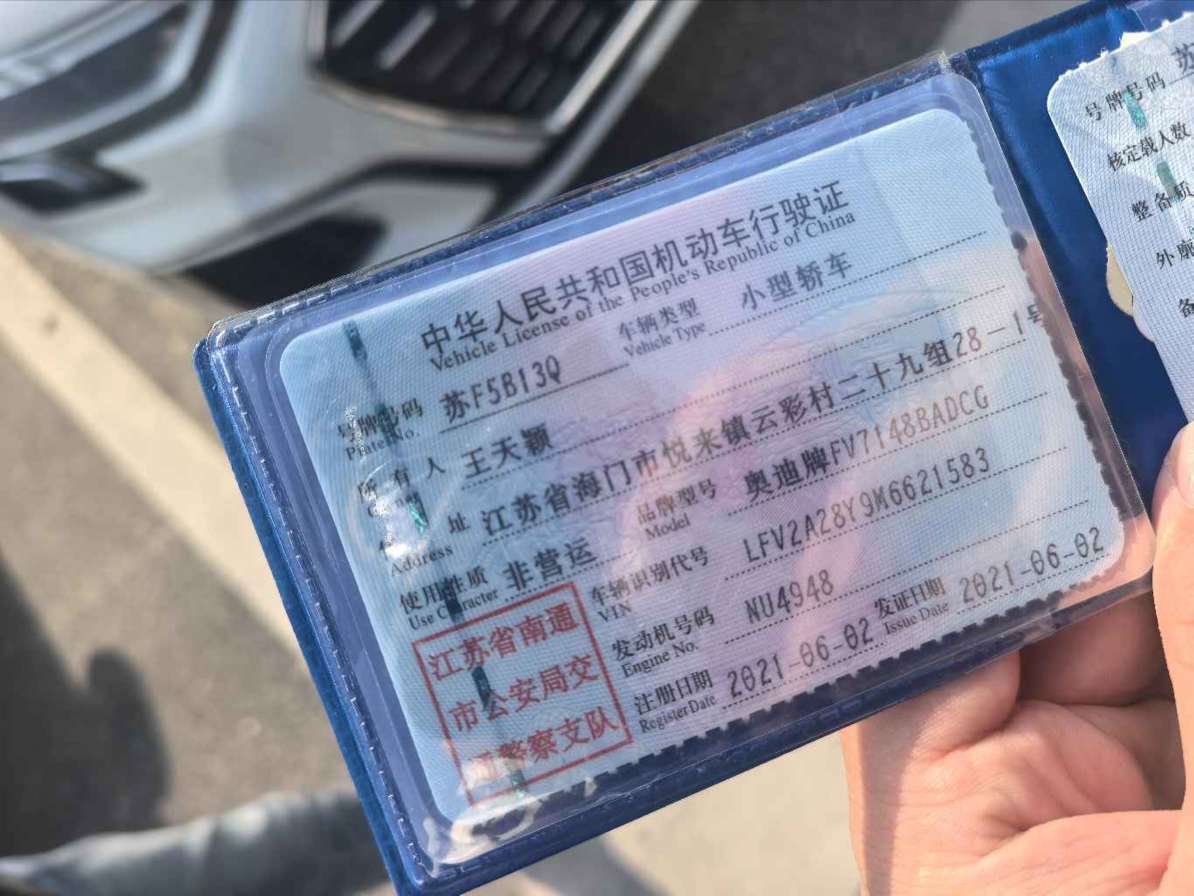 中华人民共和国机动车行驶证
Vehicle License of the People's Republic of China
号牌号码 苏F5B13Q 车辆类型 小型轿车
Plate No. Vehicle Type
所有人 王天颖
住址 江苏省海门市悦来镇云彩村二十九组28-1号
Address
使用性质 非营运 品牌型号 奥迪牌FV7148BADCG
Use Character Model
车辆识别代号 LFV2A28Y9M6621583
VIN
发动机号码 NU4948
Engine No.
注册日期 2021-06-02 发证日期 2021-06-02
Register Date Issue Date
江苏省南通
市公安局交
通警察支队
号牌号码 苏
核定载人数
整备质
外廓
备